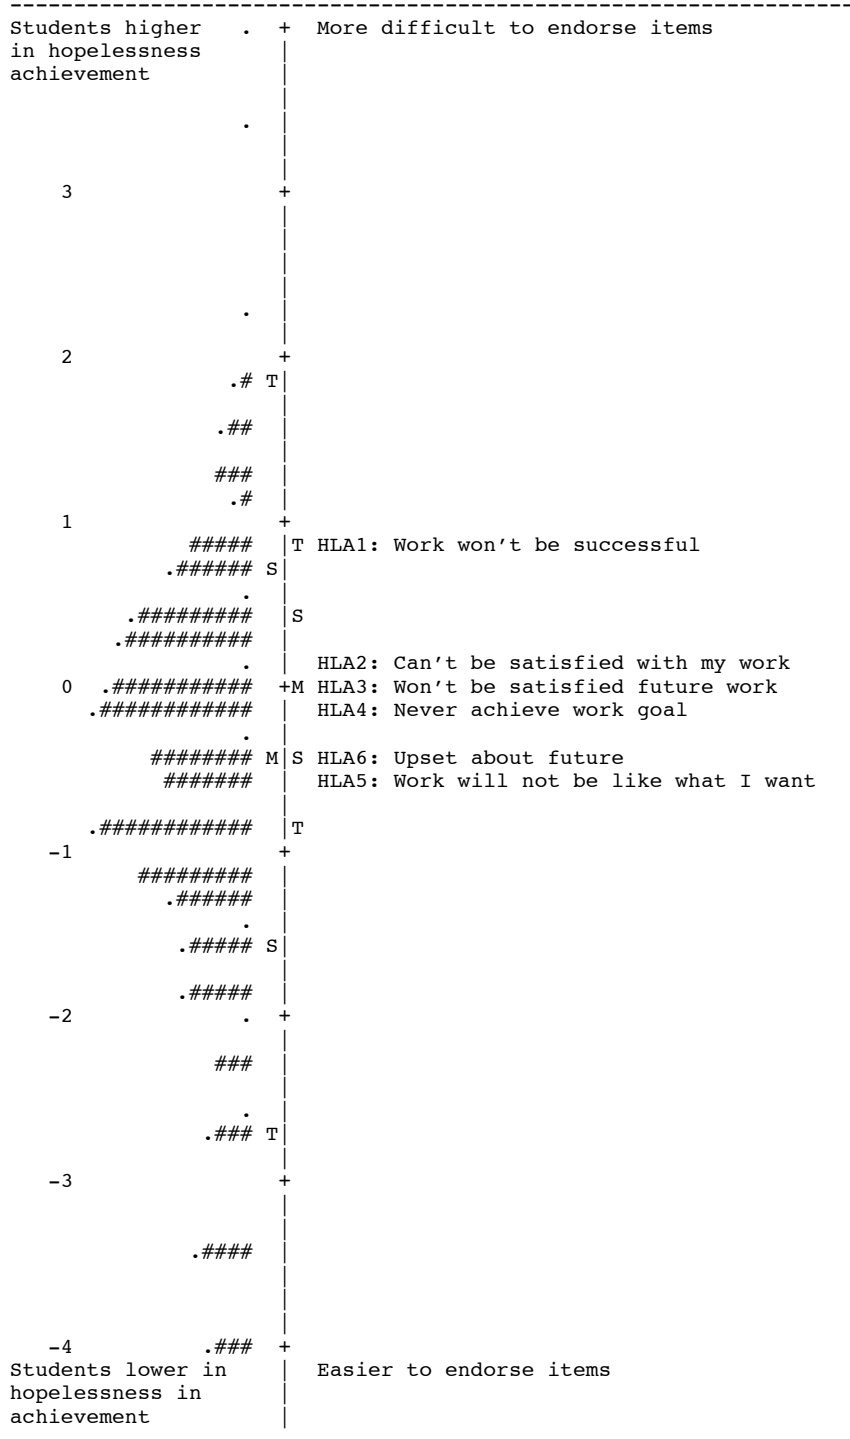 Students higher . + More difficult to endorse items
in hopelessness |
achievement |
|
. |
|
|
3 +
|
|
|
|
. |
|
2 +
.# T|
|
.## |
|
### |
.# |
1 +
##### |T HLA1: Work won't be successful
.###### S|
. |
.######### |S
.########## |
. | HLA2: Can't be satisfied with my work
0 .########### +M HLA3: Won't be satisfied future work
.############ | HLA4: Never achieve work goal
. |
######## M|S HLA6: Upset about future
####### | HLA5: Work will not be like what I want
|
.############ |T
-1 +
######### |
.###### |
. |
.##### S|
|
.##### |
-2 . +
|
### |
|
. |
.### T|
|
-3 +
|
|
.#### |
|
|
|
-4 .### +
Students lower in | Easier to endorse items
hopelessness in |
achievement |